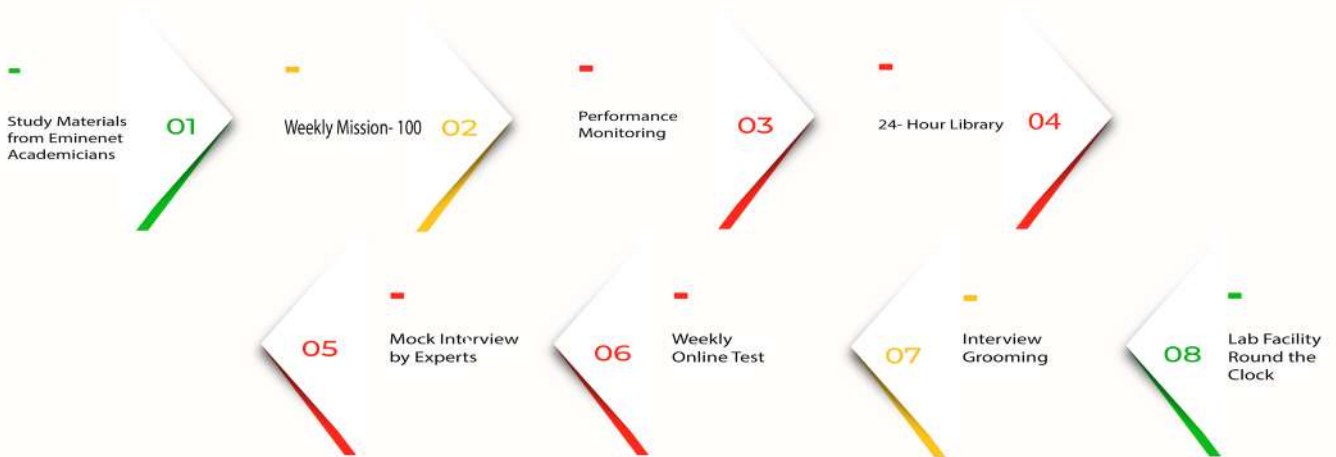 Study Materials
from Eminenet
Academicians
01
Weekly Mission- 100
02
Performance
Monitoring
03
24- Hour Library
04
05
Mock Interview
by Experts
06
Weekly
Online Test
07
Interview
Grooming
08
Lab Facility
Round the
Clock